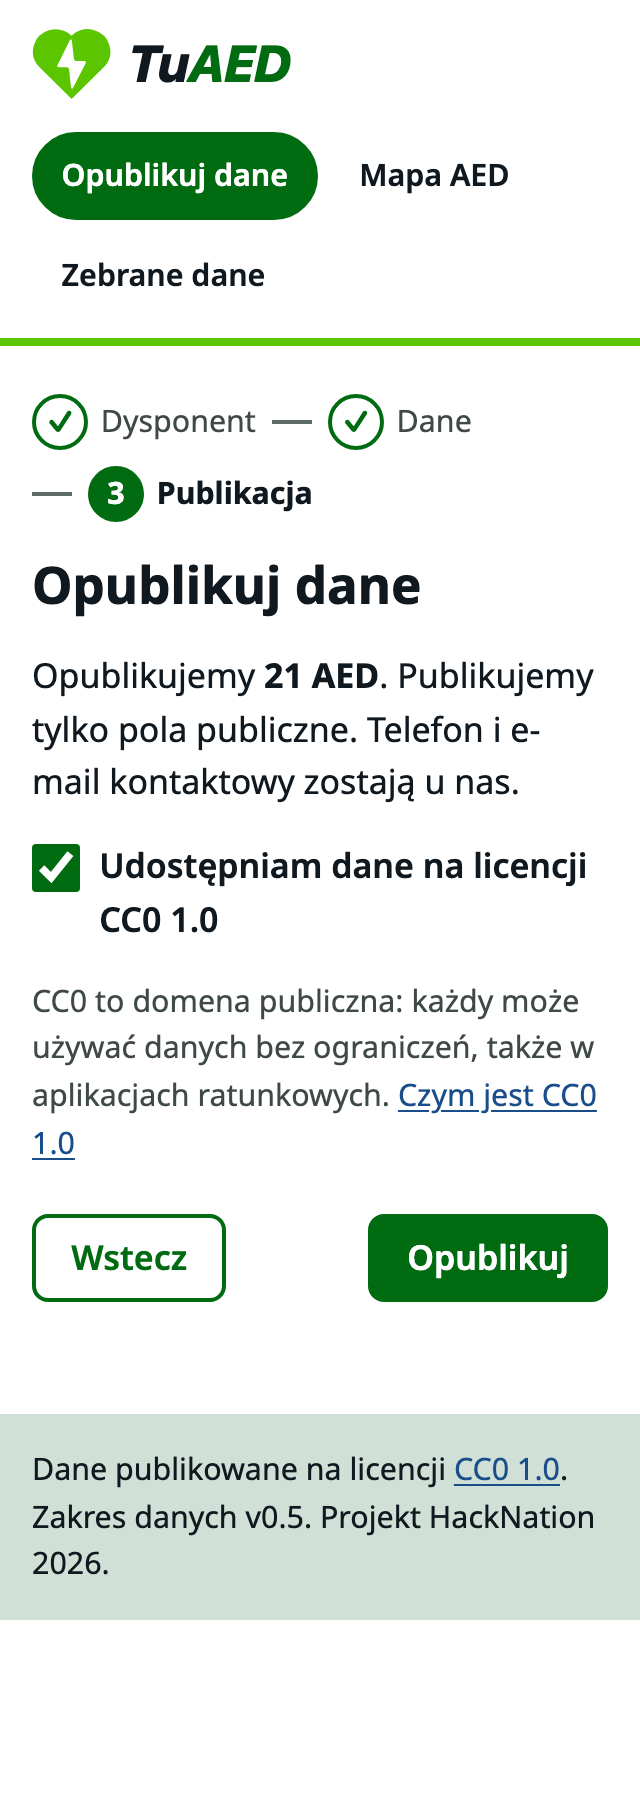 TuAED
Opublikuj dane
Mapa AED
Zebrane dane
Dysponent
Dane
3 Publikacja
Opublikuj dane
Opublikujemy 21 AED. Publikujemy
tylko pola publiczne. Telefon i e-
mail kontaktowy zostają u nas.
Udostępniam dane na licencji
CC0 1.0
CC0 to domena publiczna: każdy może
używać danych bez ograniczeń, także w
aplikacjach ratunkowych. Czym jest CC0
1.0
Wstecz
Opublikuj
Dane publikowane na licencji CC0 1.0.
Zakres danych v0.5. Projekt HackNation
2026.